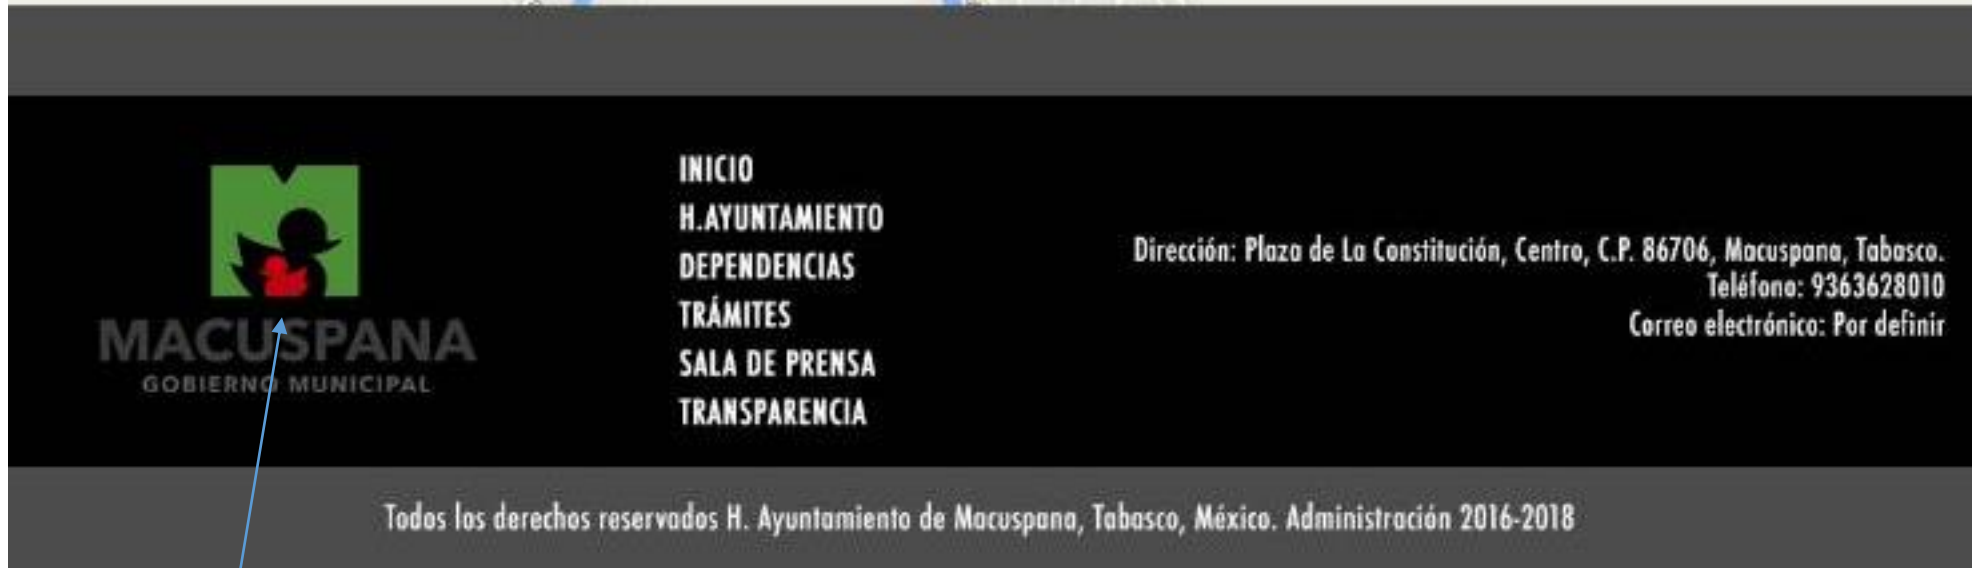 MACUSPANA
GOBIERNO MUNICIPAL
INICIO
H.AYUNTAMIENTO
DEPENDENCIAS
TRÁMITES
SALA DE PRENSA
TRANSPARENCIA
Dirección: Plaza de La Constitución, Centro, C.P. 86706, Macuspana, Tabasco.
Teléfono: 9363628010
Correo electrónico: Por definir
Todos los derechos reservados H. Ayuntamiento de Macuspana, Tabasco, México. Administración 2016-2018